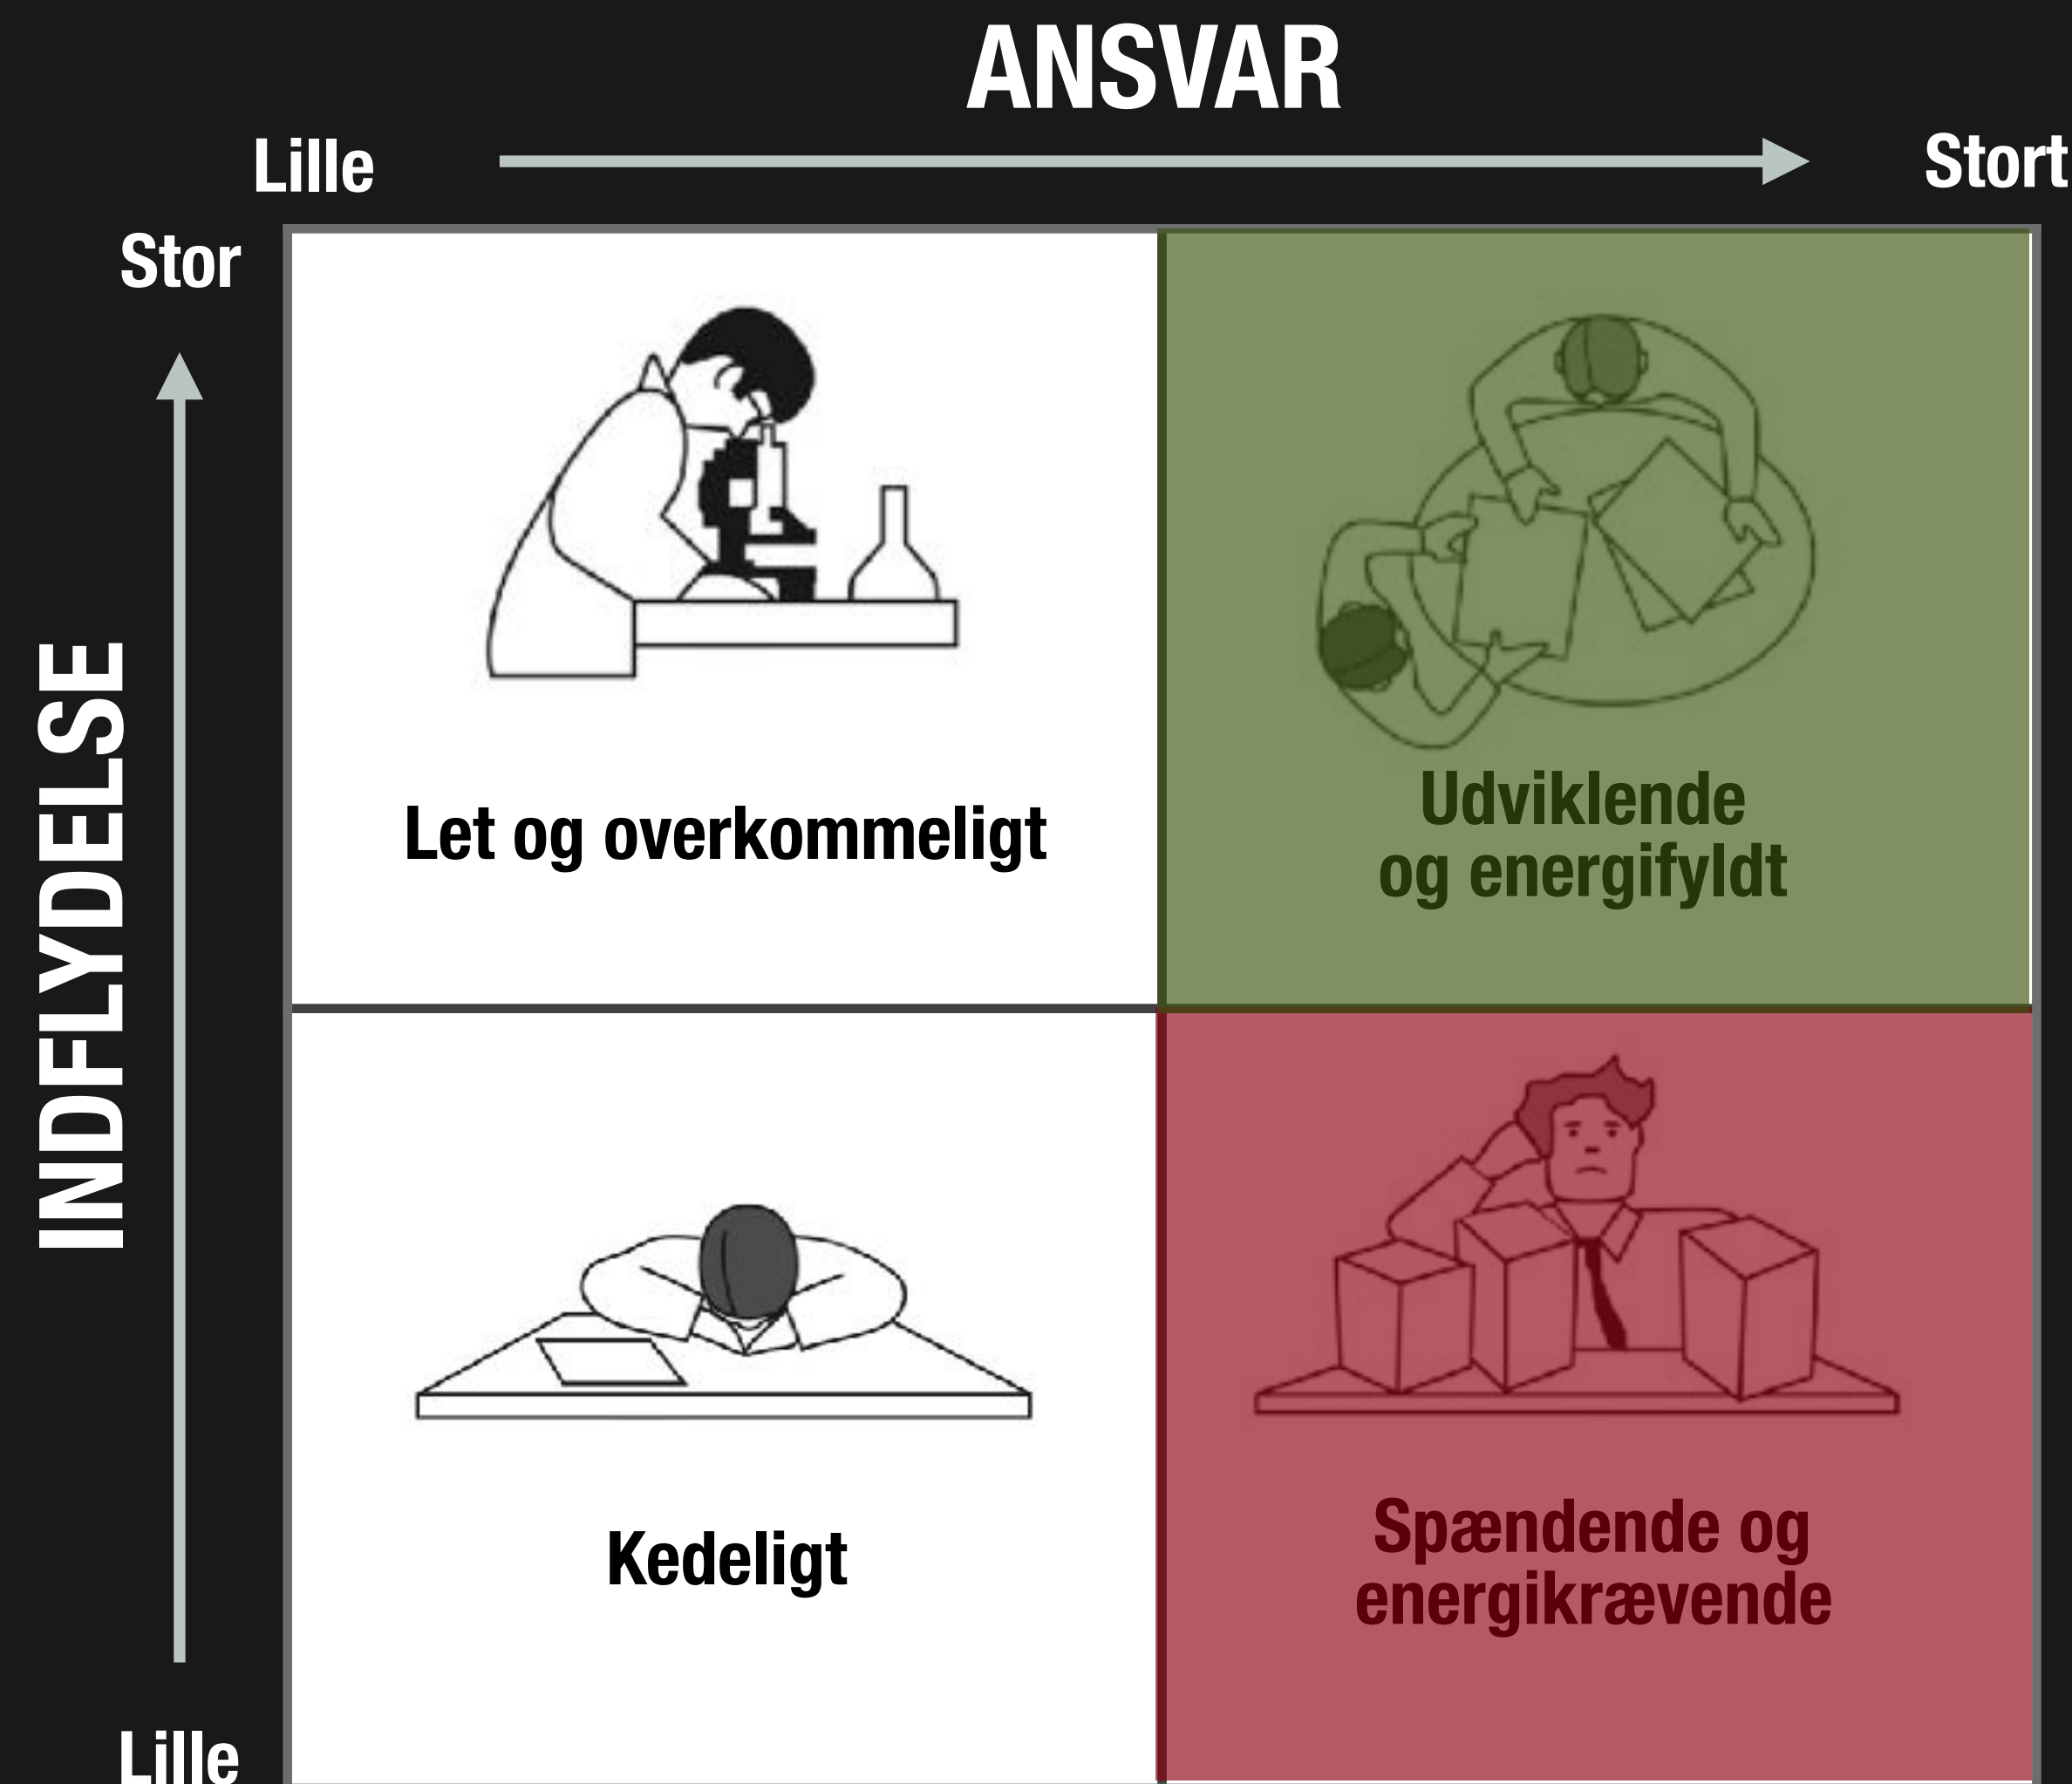 ANSVAR
Lille
Stort
Stor
INDFLYDELSE
Let og overkommeligt
Udviklende
og energifyldt
Kedeligt
Spændende og
energikrævende
Lille